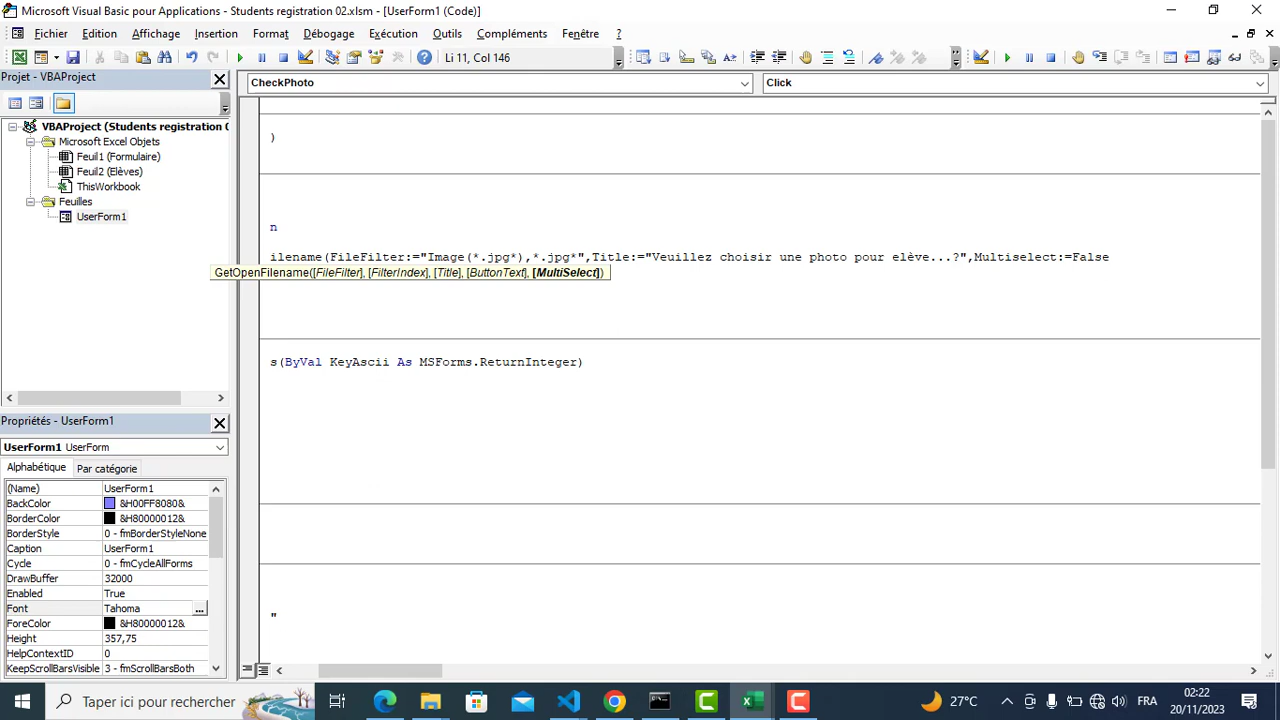 Microsoft Visual Basic pour Applications - Students registration 02.xlsm - [UserForm1 (Code)]
Fichier Edition Affichage Insertion Format Débogage Exécution Outils Compléments Fenêtre ?
Li 11, Col 146
Projet - VBAProject
CheckPhoto
Click
VBAProject (Students registration 0
Microsoft Excel Objets
Feuil1 (Formulaire)
Feuil2 (Elèves)
ThisWorkbook
Feuilles
UserForm1
)
n
ilename(FileFilter:="Image(*.jpg*),*.jpg*",Title:="Veuillez choisir une photo pour elève...?",Multiselect:=False
GetOpenFilename([FileFilter], [FilterIndex], [Title], [ButtonText], [MultiSelect])
s(ByVal KeyAscii As MSForms.ReturnInteger)
"
Propriétés - UserForm1
UserForm1 UserForm
Alphabétique Par catégorie
(Name) UserForm1
BackColor &H00FF8080&
BorderColor &H80000012&
BorderStyle 0 - fmBorderStyleNone
Caption UserForm1
Cycle 0 - fmCycleAllForms
DrawBuffer 32000
Enabled True
Font Tahoma ...
ForeColor &H80000012&
Height 357,75
HelpContextID 0
KeepScrollBarsVisible 3 - fmScrollBarsBoth
Taper ici pour rechercher
27°C
FRA
02:22
20/11/2023